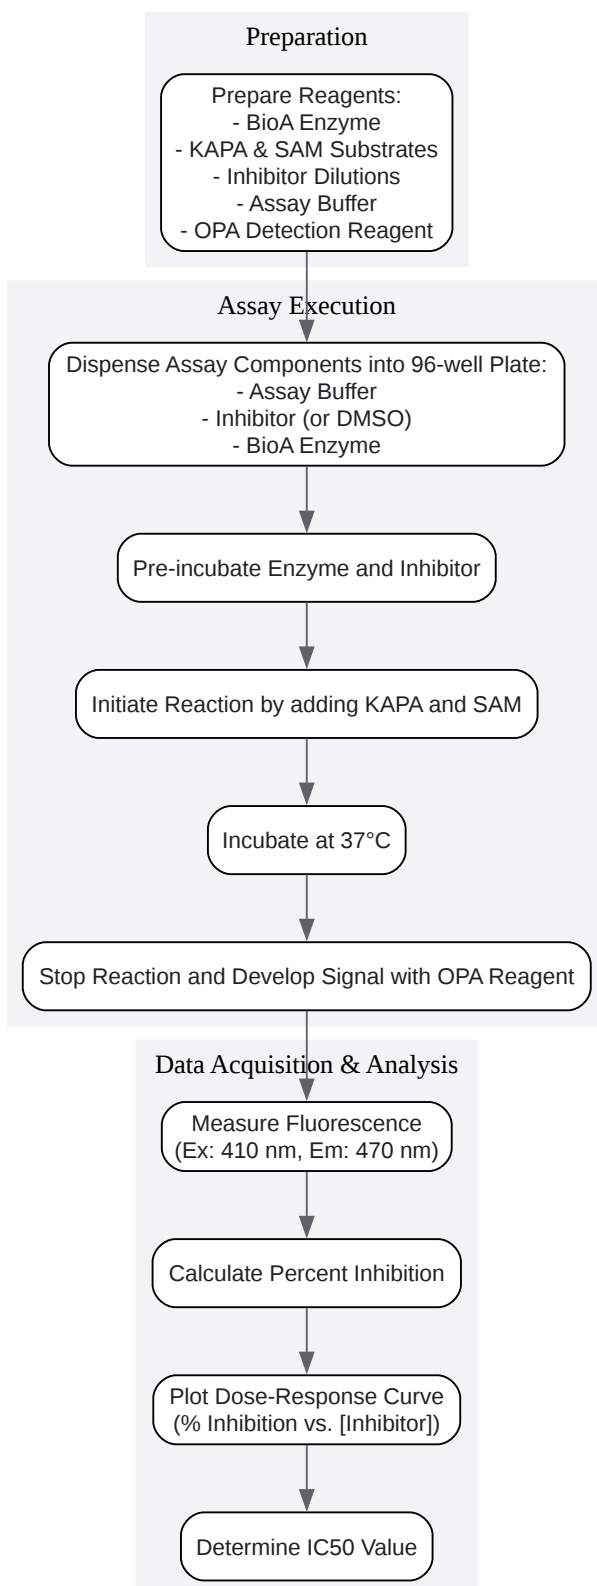 Preparation
Prepare Reagents:
- BioA Enzyme
- KAPA & SAM Substrates
- Inhibitor Dilutions
- Assay Buffer
- OPA Detection Reagent
Assay Execution
Dispense Assay Components into 96-well Plate:
- Assay Buffer
- Inhibitor (or DMSO)
- BioA Enzyme
Pre-incubate Enzyme and Inhibitor
Initiate Reaction by adding KAPA and SAM
Incubate at 37°C
Stop Reaction and Develop Signal with OPA Reagent
Data Acquisition & Analysis
Measure Fluorescence
(Ex: 410 nm, Em: 470 nm)
Calculate Percent Inhibition
Plot Dose-Response Curve
(% Inhibition vs. [Inhibitor])
Determine IC50 Value